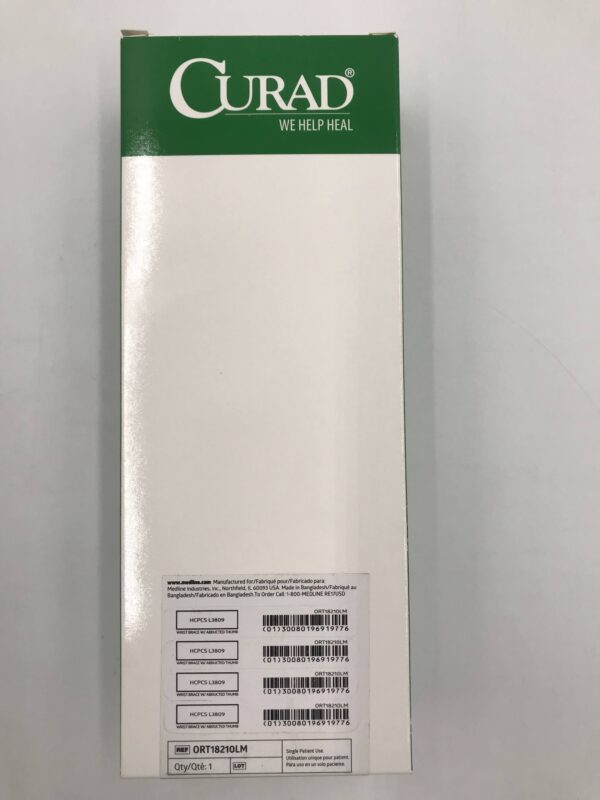 CURAD®
WE HELP HEAL
www.medline.com Manufactured for/Fabriqué pour/Fabricado para:
Medline Industries, Inc., Northfield, IL 60093 USA. Made in Bangladesh/Fabriqué au
Bangladesh/Fabricado en Bangladesh.To Order Call: 1-800-MEDLINE RE17USD
HCPCS L3809
WRIST BRACE W/ ABDUCTED THUMB
ORT18210LM
(01)30080196919776
HCPCS L3809
WRIST BRACE W/ ABDUCTED THUMB
ORT18210LM
(01)30080196919776
HCPCS L3809
WRIST BRACE W/ ABDUCTED THUMB
ORT18210LM
(01)30080196919776
HCPCS L3809
WRIST BRACE W/ ABDUCTED THUMB
ORT18210LM
(01)30080196919776
REF ORT18210LM
Qty/Qté: 1 LOT
Single Patient Use.
Utilisation unique pour patient.
Para uso en un solo paciente.